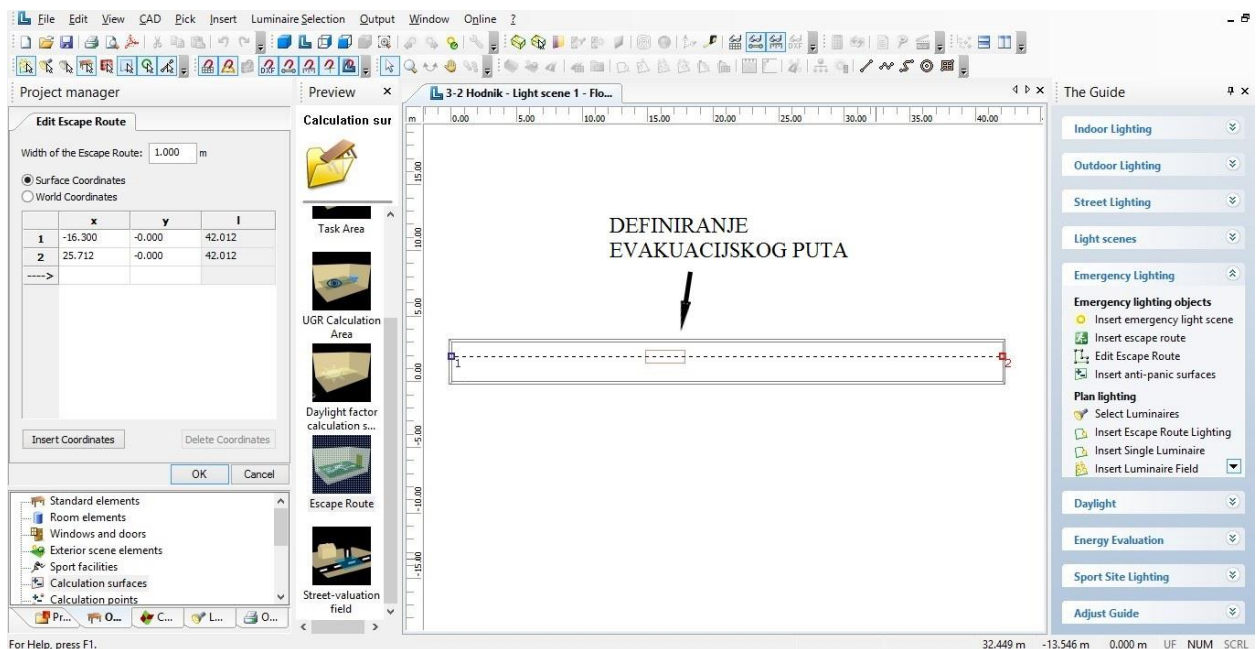 File Edit View CAD Pick Insert Luminaire Selection Output Window Online ?
Project manager
Edit Escape Route
Width of the Escape Route: 1.000 m
Surface Coordinates
World Coordinates
x y l
1 -16.300 -0.000 42.012
2 25.712 -0.000 42.012
---->
Insert Coordinates Delete Coordinates
OK Cancel
Standard elements
Room elements
Windows and doors
Exterior scene elements
Sport facilities
Calculation surfaces
Calculation points
Pr... O... C... L... O...
For Help, press F1.
Preview
Calculation sur
Task Area
UGR Calculation
Area
Daylight factor
calculation s...
Escape Route
Street-valuation
field
3-2 Hodnik - Light scene 1 - Flo...
m 0.00 5.00 10.00 15.00 20.00 25.00 30.00 35.00 40.00
15.00
10.00
5.00
0.00
-5.00
-10.00
-15.00
DEFINIRANJE
EVAKUACIJSKOG PUTA
1 2
The Guide
Indoor Lighting
Outdoor Lighting
Street Lighting
Light scenes
Emergency Lighting
Emergency lighting objects
Insert emergency light scene
Insert escape route
Edit Escape Route
Insert anti-panic surfaces
Plan lighting
Select Luminaires
Insert Escape Route Lighting
Insert Single Luminaire
Insert Luminaire Field
Daylight
Energy Evaluation
Sport Site Lighting
Adjust Guide
32.449 m -13.546 m 0.000 m UF NUM SCRL